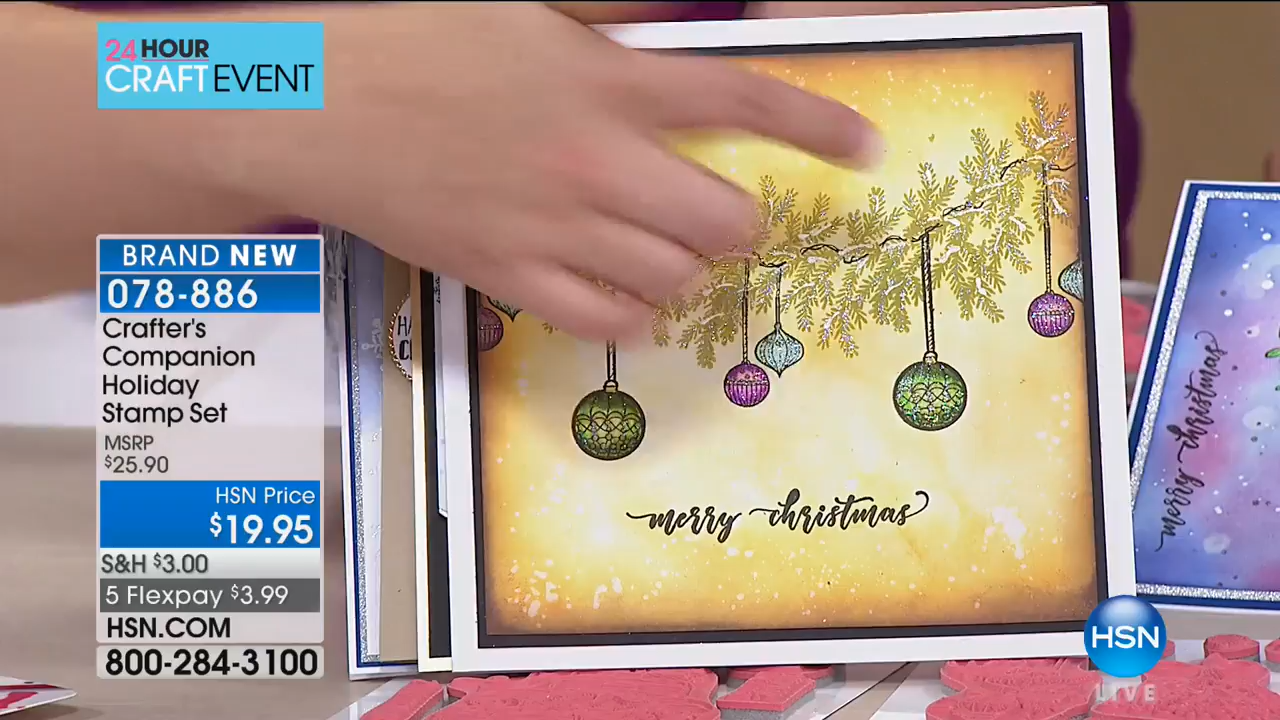 24 HOUR
CRAFT EVENT
BRAND NEW
078-886
Crafter's
Companion
Holiday
Stamp Set
MSRP
$25.90
HSN Price
$19.95
S&H $3.00
5 Flexpay $3.99
HSN.COM
800-284-3100
merry christmas
merry christmas
HSN
LIVE